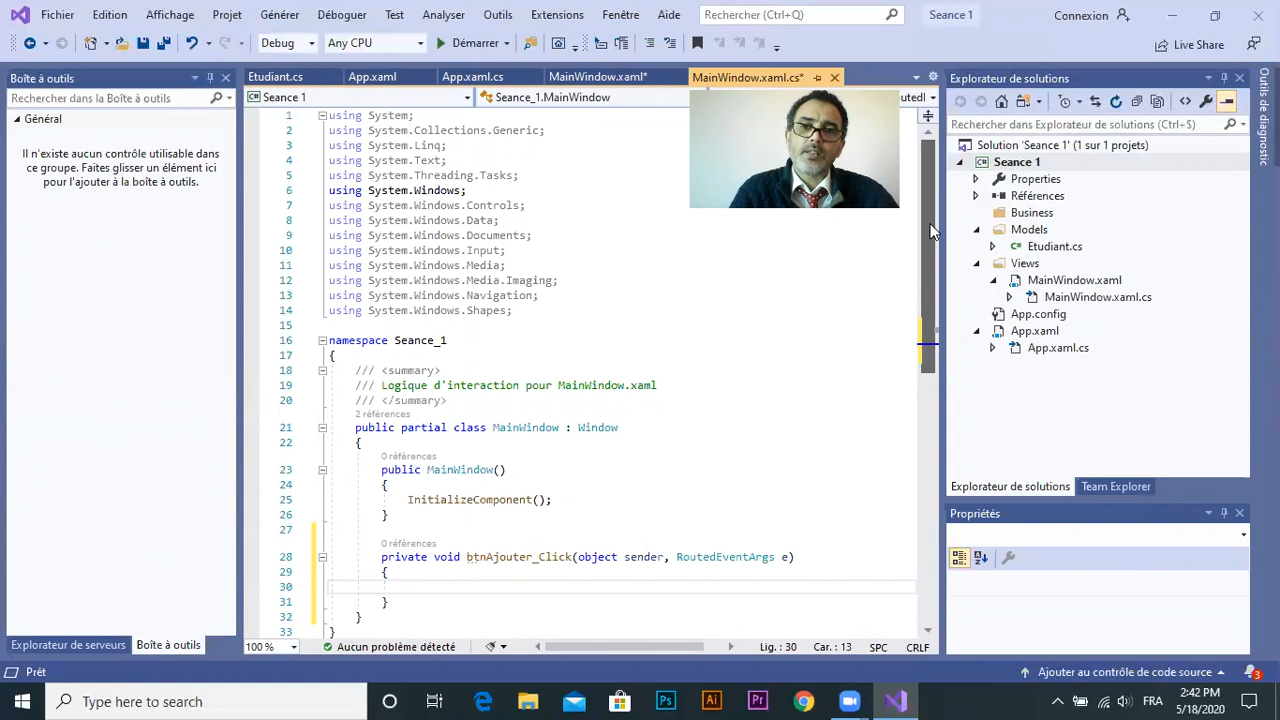 Fichier Edition Affichage Projet Générer Déboguer Test Analyser Outils Extensions Fenêtre Aide Rechercher (Ctrl+Q) Seance 1 Connexion
Debug Any CPU Démarrer Live Share
Boîte à outils
Rechercher dans la Boîte à outils
Général
Il n'existe aucun contrôle utilisable dans
ce groupe. Faites glisser un élément ici
pour l'ajouter à la boîte à outils.
Explorateur de serveurs Boîte à outils
Etudiant.cs App.xaml App.xaml.cs MainWindow.xaml* MainWindow.xaml.cs*
Seance 1 Seance_1.MainWindow
1 using System;
2 using System.Collections.Generic;
3 using System.Linq;
4 using System.Text;
5 using System.Threading.Tasks;
6 using System.Windows;
7 using System.Windows.Controls;
8 using System.Windows.Data;
9 using System.Windows.Documents;
10 using System.Windows.Input;
11 using System.Windows.Media;
12 using System.Windows.Media.Imaging;
13 using System.Windows.Navigation;
14 using System.Windows.Shapes;
15
16 namespace Seance_1
17 {
18 /// <summary>
19 /// Logique d'interaction pour MainWindow.xaml
20 /// </summary>
2 références
21 public partial class MainWindow : Window
22 {
0 références
23 public MainWindow()
24 {
25 InitializeComponent();
26 }
27
0 références
28 private void btnAjouter_Click(object sender, RoutedEventArgs e)
29 {
30
31 }
32 }
33 }
100 % Aucun problème détecté Lig. : 30 Car. : 13 SPC CRLF
Explorateur de solutions
Rechercher dans Explorateur de solutions (Ctrl+$)
Solution 'Seance 1' (1 sur 1 projets)
Seance 1
Properties
Références
Business
Models
Etudiant.cs
Views
MainWindow.xaml
MainWindow.xaml.cs
App.config
App.xaml
App.xaml.cs
Explorateur de solutions Team Explorer
Propriétés
Outils de diagnostic
Prêt Ajouter au contrôle de code source 3
Type here to search
Ps Ai Pr
FRA
2:42 PM
5/18/2020